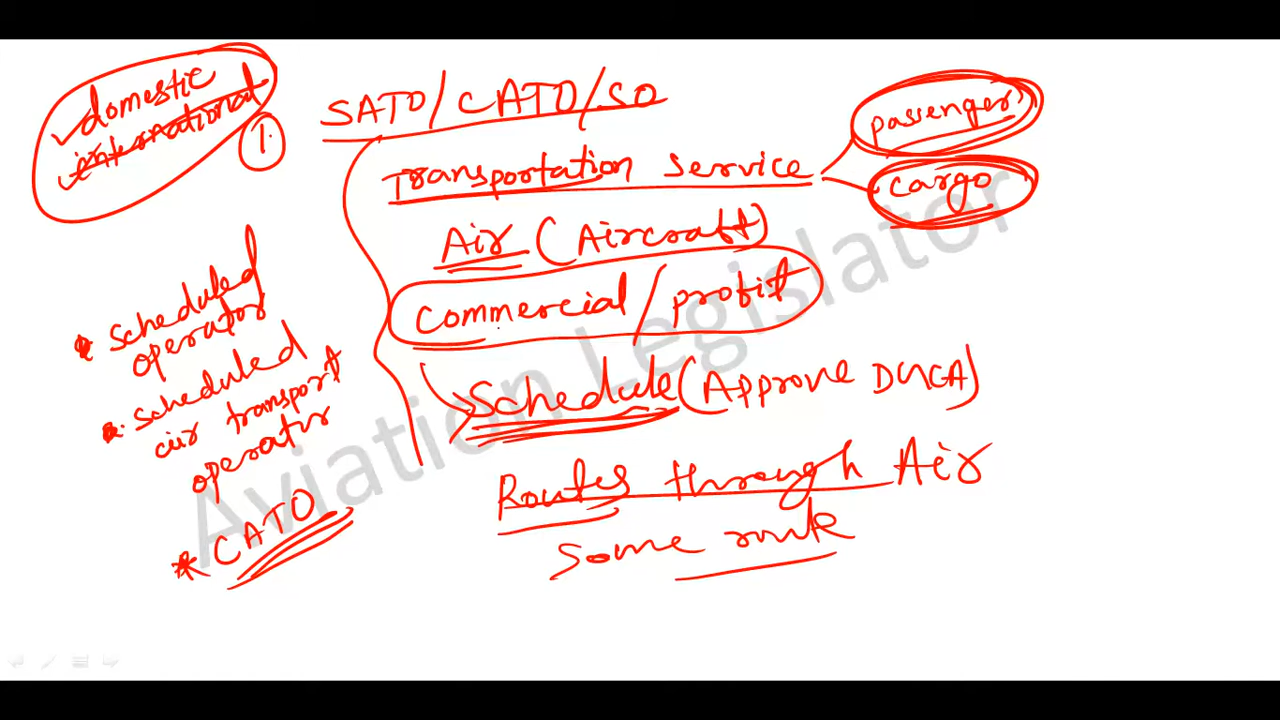 domestic
international
1.
SATO/CATO/SO
Transportation service
passenger
cargo
Air (Aircraft)
Commercial/profit
Schedule (Approve DGCA)
Routes through Air
Some route
* Scheduled
operator
* Scheduled
air transport
operator
* CATO
Aviation Legislator